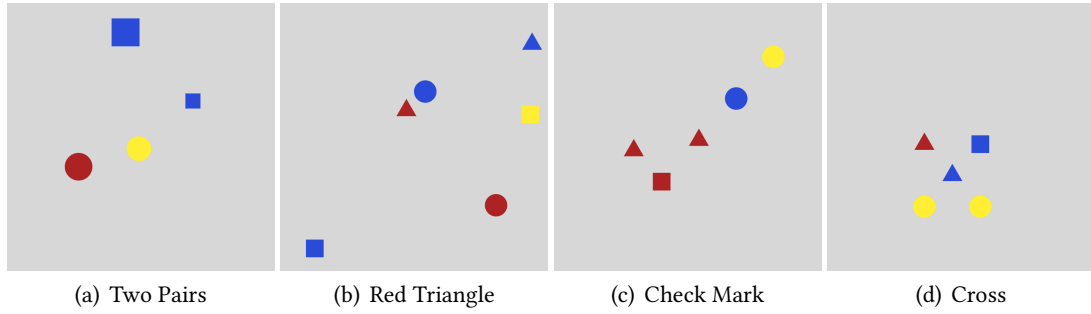 (a) Two Pairs
(b) Red Triangle
(c) Check Mark
(d) Cross